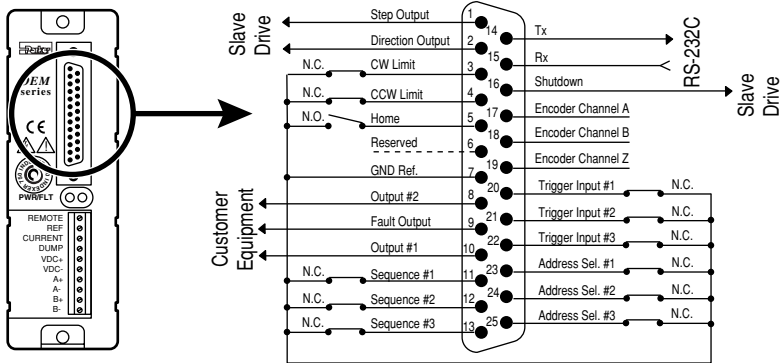 OEM
series
CE
INDEXER
PWR/FLT
REMOTE
REF
CURRENT
DUMP
VDC+
VDC-
A+
A-
B+
B-
Slave
Drive
Step Output 1
Direction Output 2
N.C. CW Limit 3
N.C. CCW Limit 4
N.O. Home 5
Reserved 6
GND Ref. 7
Customer
Equipment
Output #2 8
Fault Output 9
Output #1 10
N.C. Sequence #1 11
N.C. Sequence #2 12
N.C. Sequence #3 13
14 Tx
15 Rx
RS-232C
16 Shutdown
Slave
Drive
17 Encoder Channel A
18 Encoder Channel B
19 Encoder Channel Z
20 Trigger Input #1 N.C.
21 Trigger Input #2 N.C.
22 Trigger Input #3 N.C.
23 Address Sel. #1 N.C.
24 Address Sel. #2 N.C.
25 Address Sel. #3 N.C.